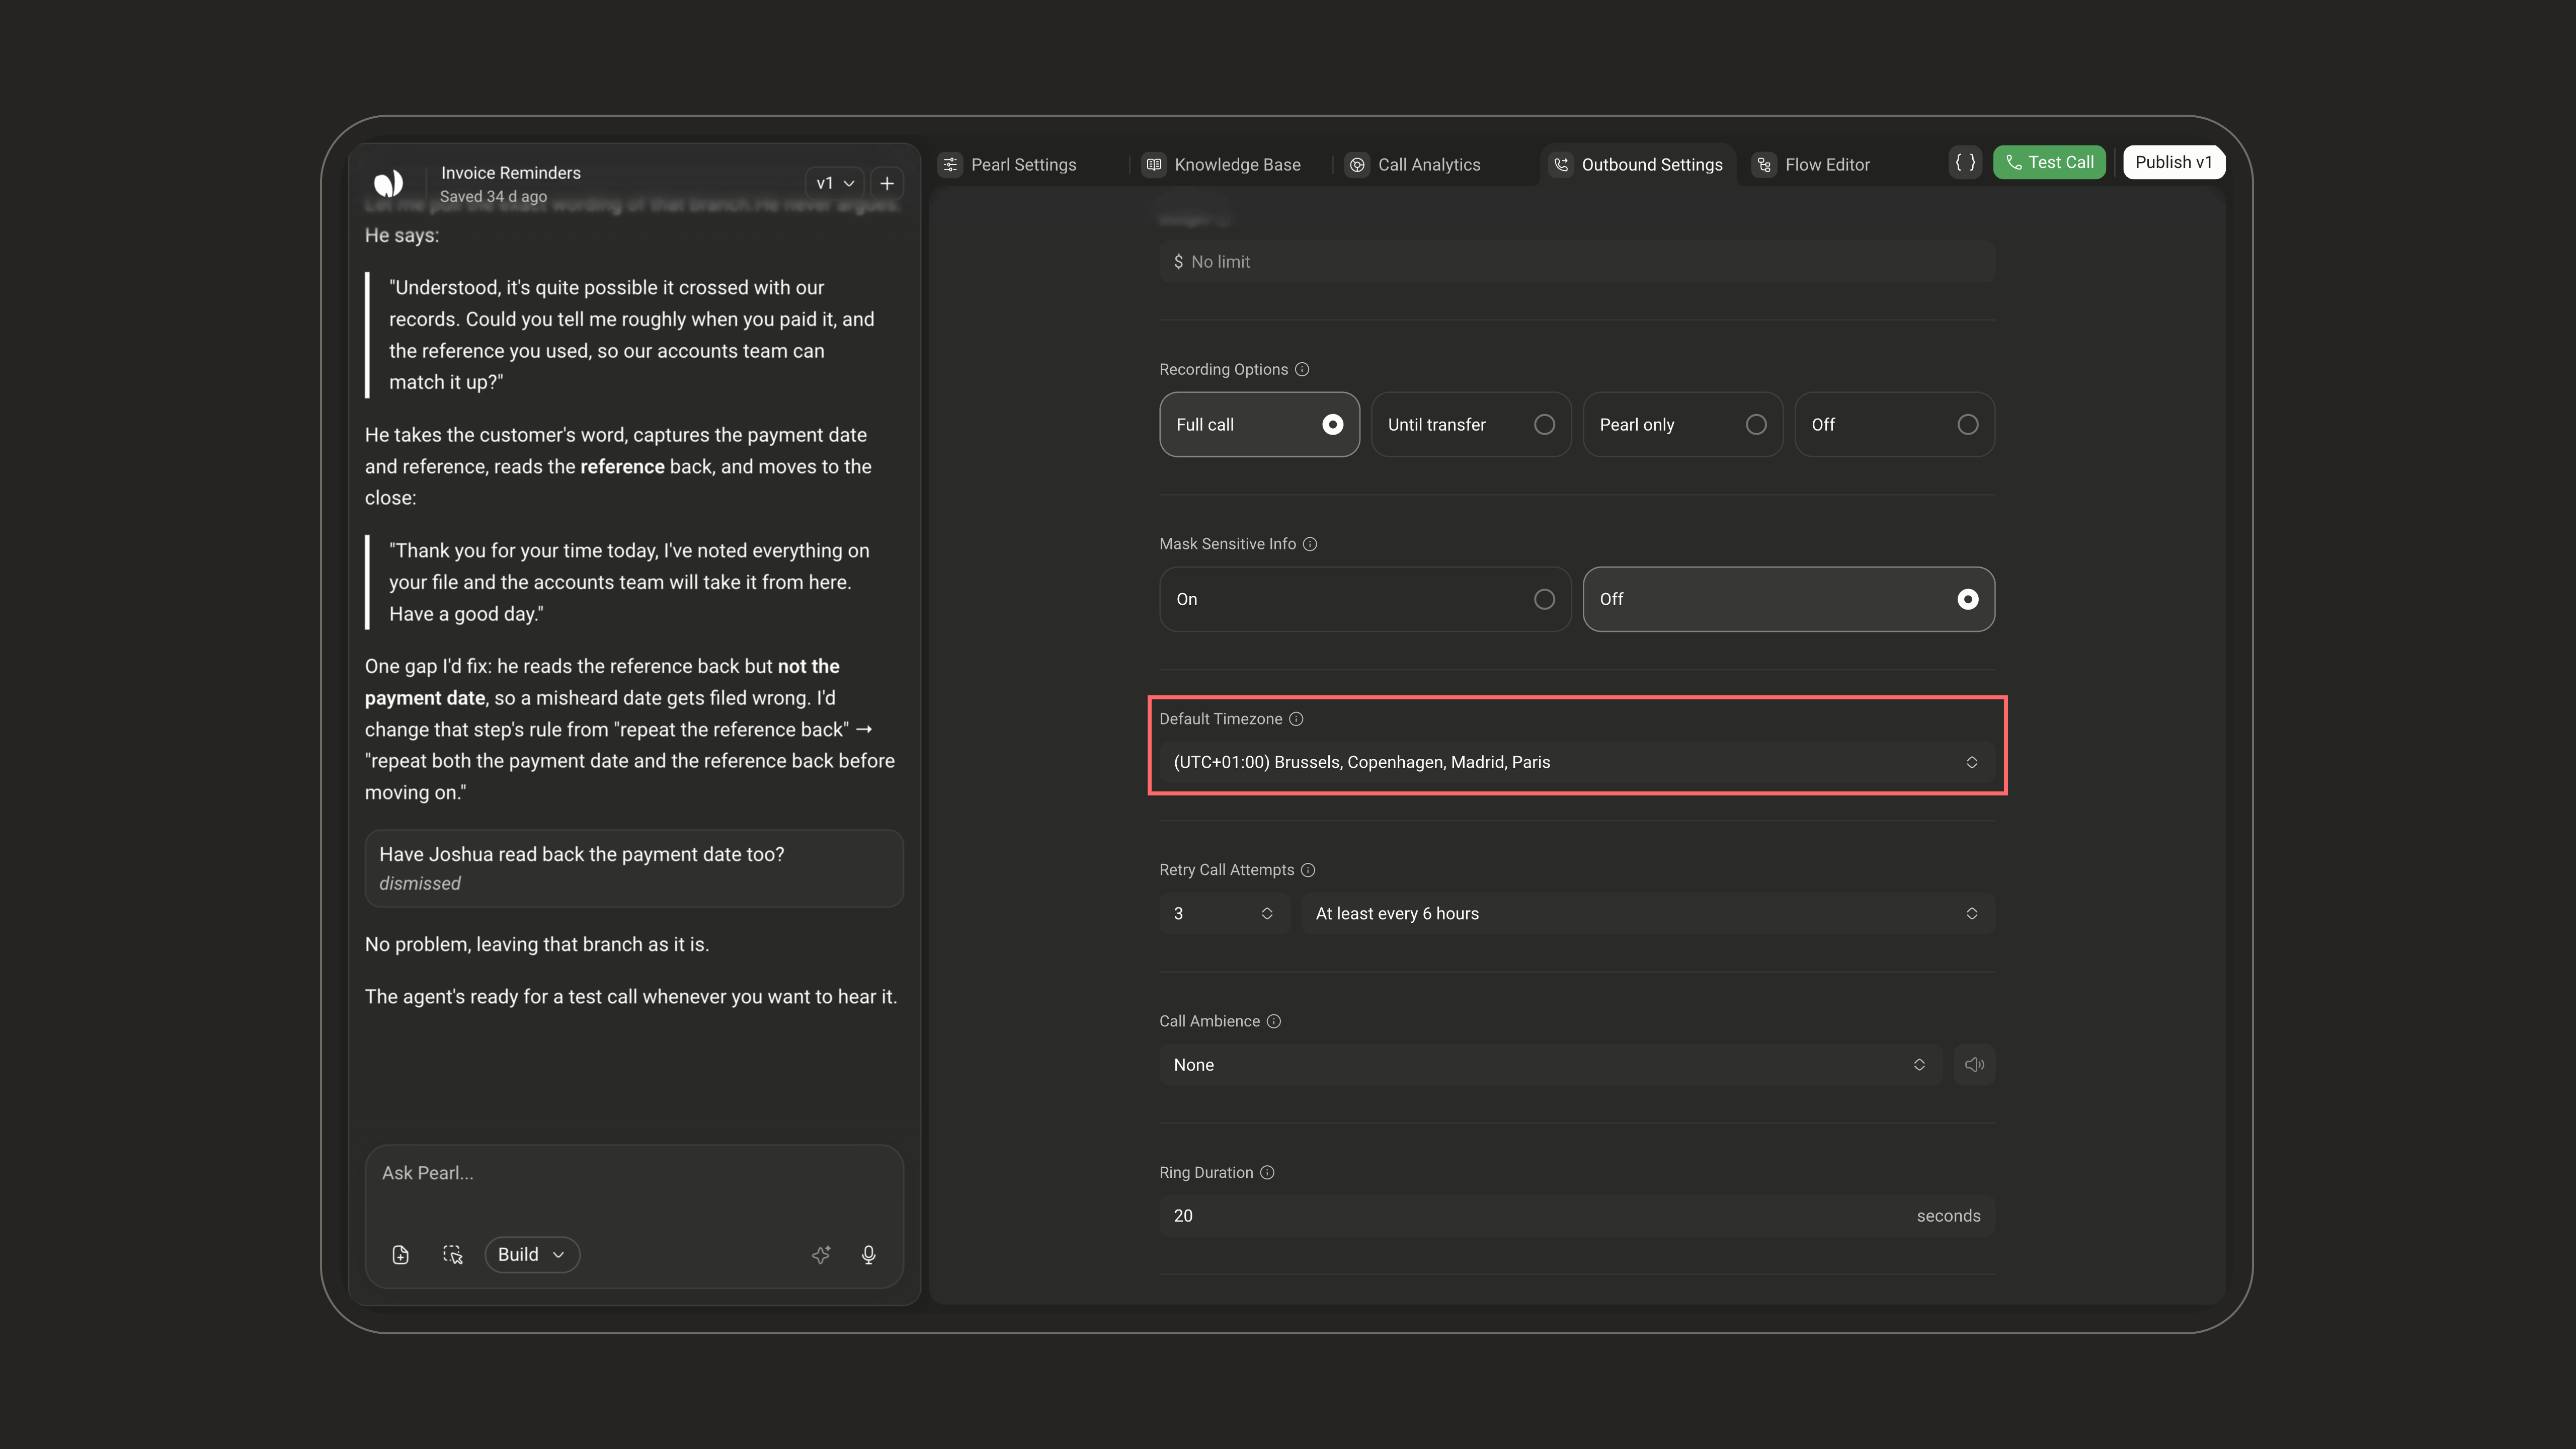 Invoice Reminders
Saved 34 d ago
v1
He says:
"Understood, it's quite possible it crossed with our
records. Could you tell me roughly when you paid it, and
the reference you used, so our accounts team can
match it up?"
He takes the customer's word, captures the payment date
and reference, reads the reference back, and moves to the
close:
"Thank you for your time today, I've noted everything on
your file and the accounts team will take it from here.
Have a good day."
One gap I'd fix: he reads the reference back but not the
payment date, so a misheard date gets filed wrong. I'd
change that step's rule from "repeat the reference back" →
"repeat both the payment date and the reference back before
moving on."
Have Joshua read back the payment date too?
dismissed
No problem, leaving that branch as it is.
The agent's ready for a test call whenever you want to hear it.
Ask Pearl...
Build
Pearl Settings
Knowledge Base
Call Analytics
Outbound Settings
Flow Editor
{ }
Test Call
Publish v1
$ No limit
Recording Options
Full call
Until transfer
Pearl only
Off
Mask Sensitive Info
On
Off
Default Timezone
(UTC+01:00) Brussels, Copenhagen, Madrid, Paris
Retry Call Attempts
3
At least every 6 hours
Call Ambience
None
Ring Duration
20
seconds